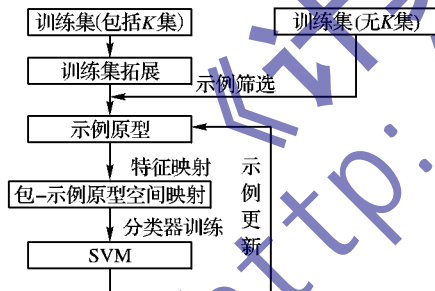 训练集(包括K集)
训练集(无K集)
训练集拓展
示例筛选
示例原型
特征映射
包-示例原型空间映射
分类器训练
示例更新
SVM
《计
http: